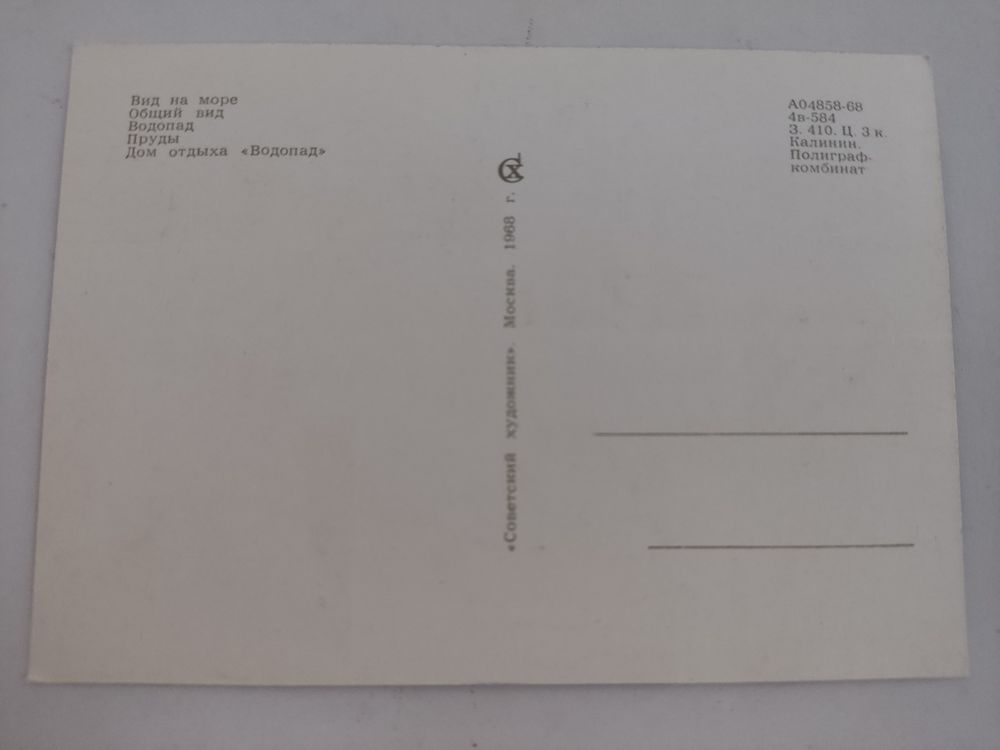 Вид на море
Общий вид
Водопад
Пруды
Дом отдыха «Водопад»
СХ
«Советский художник». Москва. 1968 г.
А04858-68
4в-584
З. 410. Ц. 3 к.
Калинин.
Полиграф-
комбинат